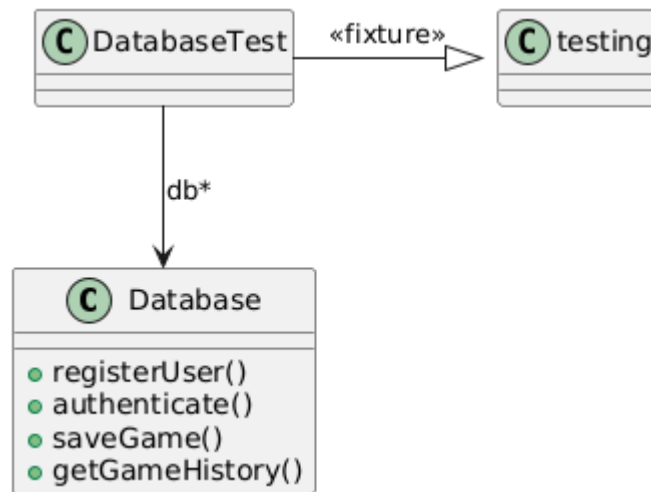 C DatabaseTest
«fixture»
C testing
db*
C Database
registerUser()
authenticate()
saveGame()
getGameHistory()